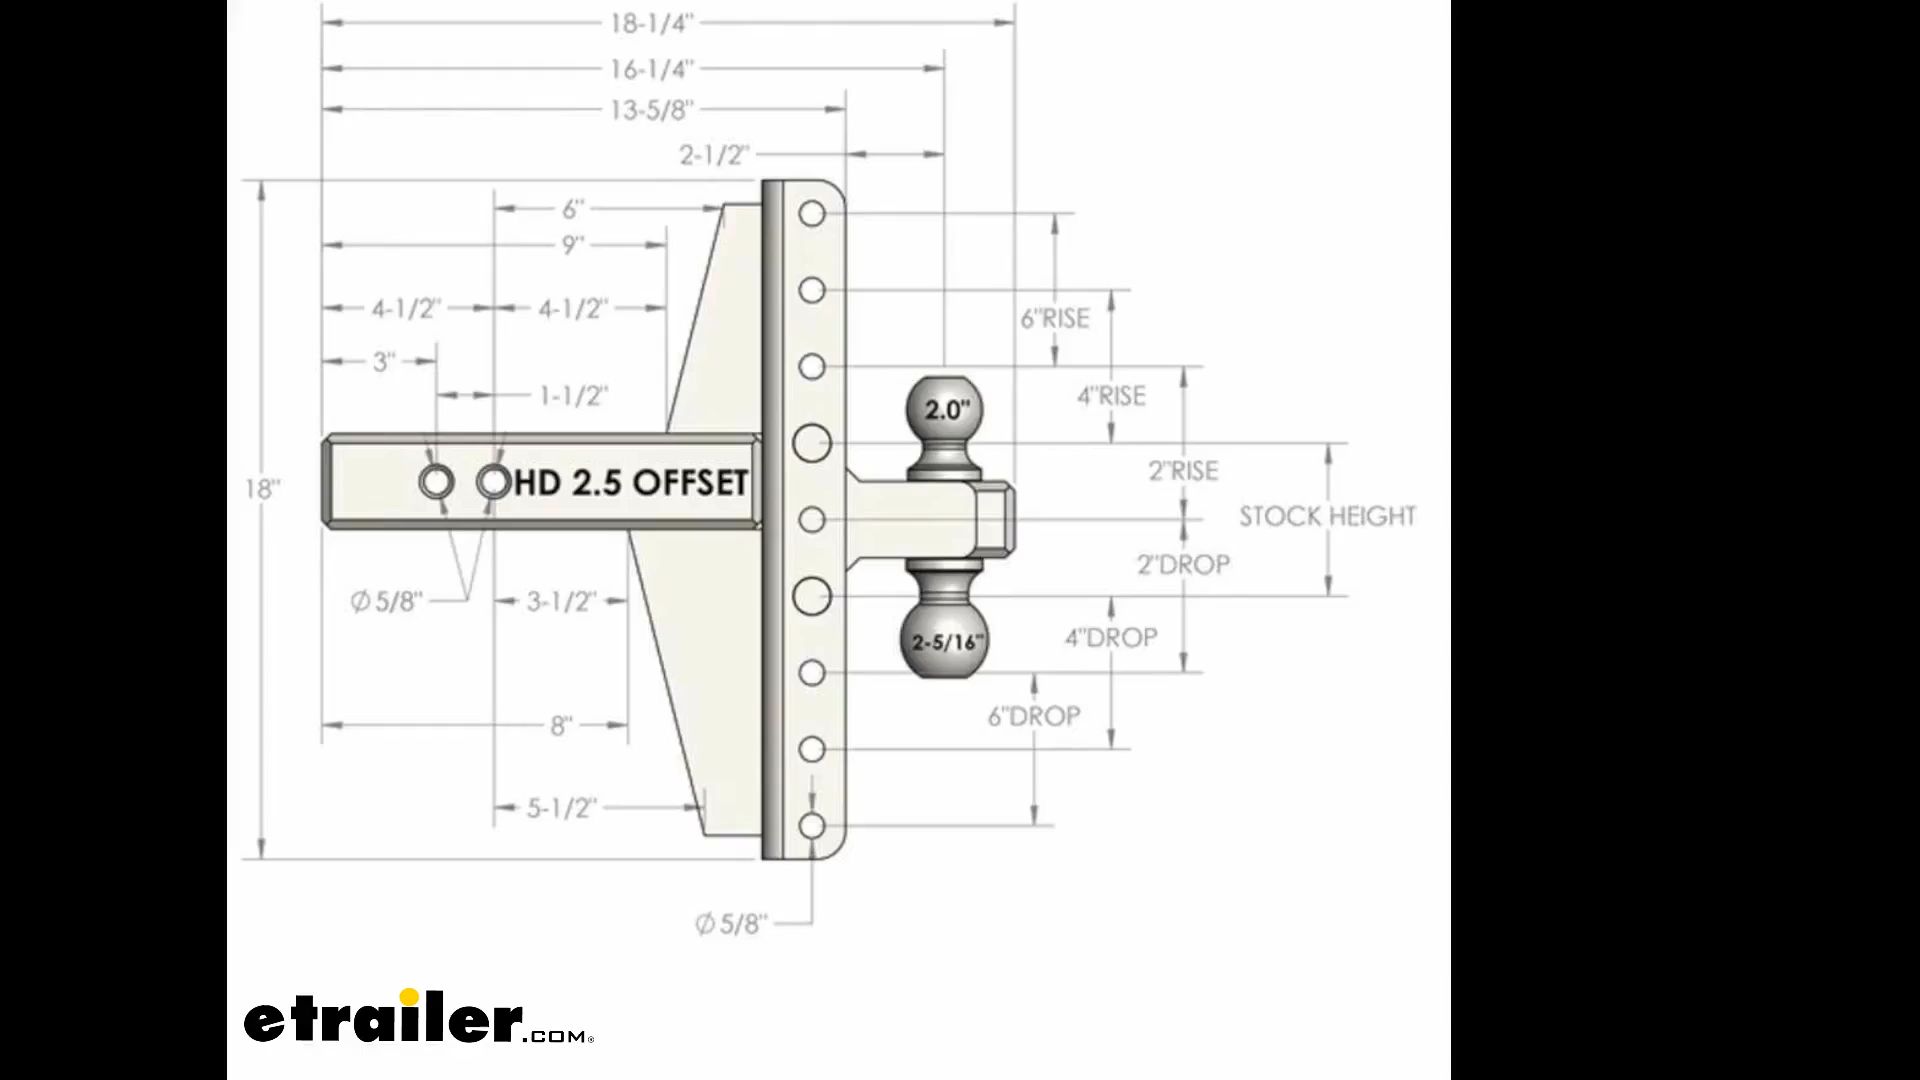 18-1/4"
16-1/4"
13-5/8"
2-1/2"
6"
9"
4-1/2" 4-1/2"
6"RISE
3"
1-1/2"
4"RISE
2.0"
2"RISE
18"
HD 2.5 OFFSET
STOCK HEIGHT
2"DROP
Ø5/8"
3-1/2"
4"DROP
2-5/16"
6"DROP
8"
5-1/2"
Ø5/8"
etrailer.COM®